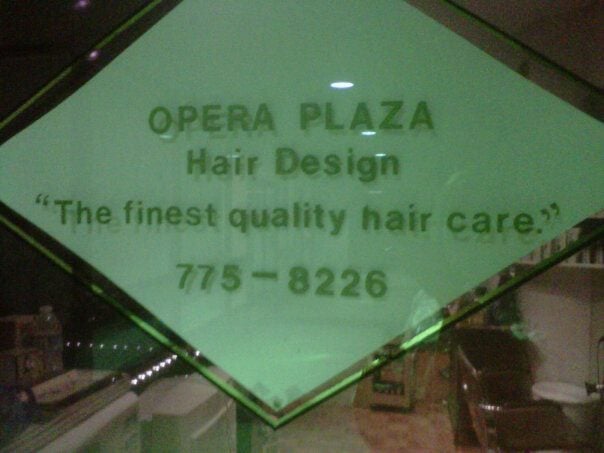 OPERA PLAZA
Hair Design
“The finest quality hair care.”
775-8226